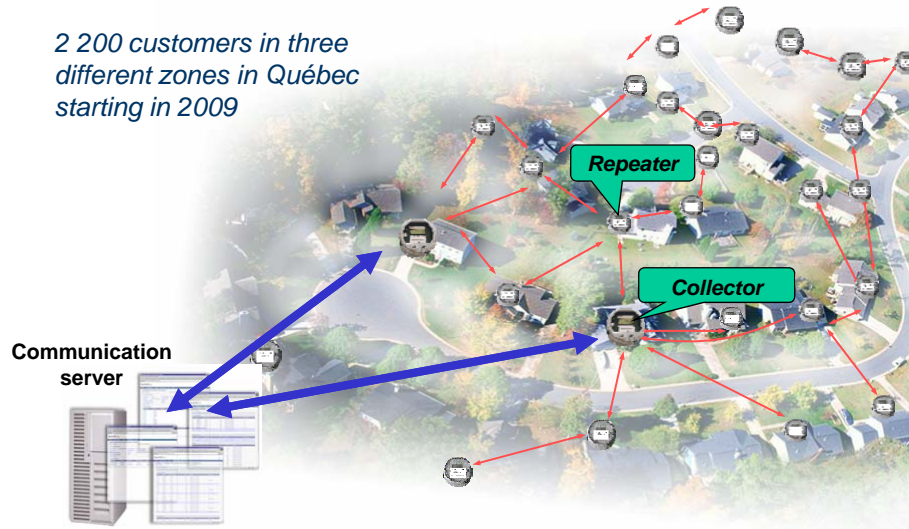 2 200 customers in three
different zones in Québec
starting in 2009
Repeater
Collector
Communication
server